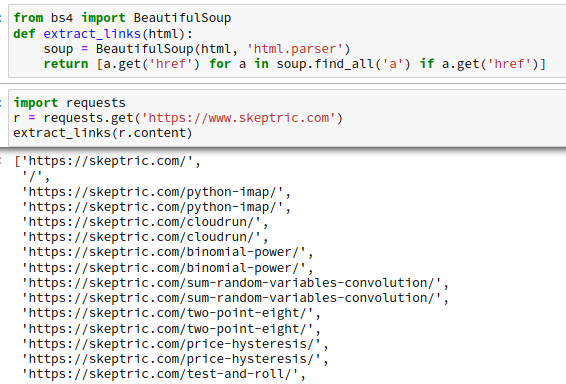 from bs4 import BeautifulSoup
def extract_links(html):
    soup = BeautifulSoup(html, 'html.parser')
    return [a.get('href') for a in soup.find_all('a') if a.get('href')]
import requests
r = requests.get('https://www.skeptric.com')
extract_links(r.content)
['https://skeptric.com/',
 '/',
 'https://skeptric.com/python-imap/',
 'https://skeptric.com/python-imap/',
 'https://skeptric.com/cloudrun/',
 'https://skeptric.com/cloudrun/',
 'https://skeptric.com/binomial-power/',
 'https://skeptric.com/binomial-power/',
 'https://skeptric.com/sum-random-variables-convolution/',
 'https://skeptric.com/sum-random-variables-convolution/',
 'https://skeptric.com/two-point-eight/',
 'https://skeptric.com/two-point-eight/',
 'https://skeptric.com/price-hysteresis/',
 'https://skeptric.com/price-hysteresis/',
 'https://skeptric.com/test-and-roll/',